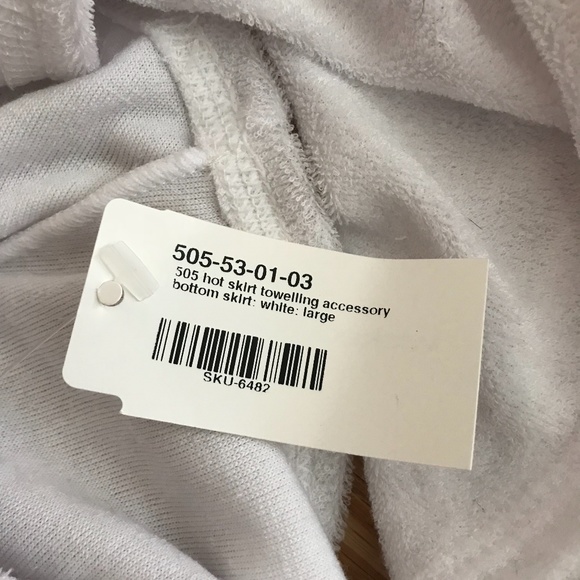 505-53-01-03
505 hot skirt towelling accessory
bottom skirt: white: large
SKU-6482